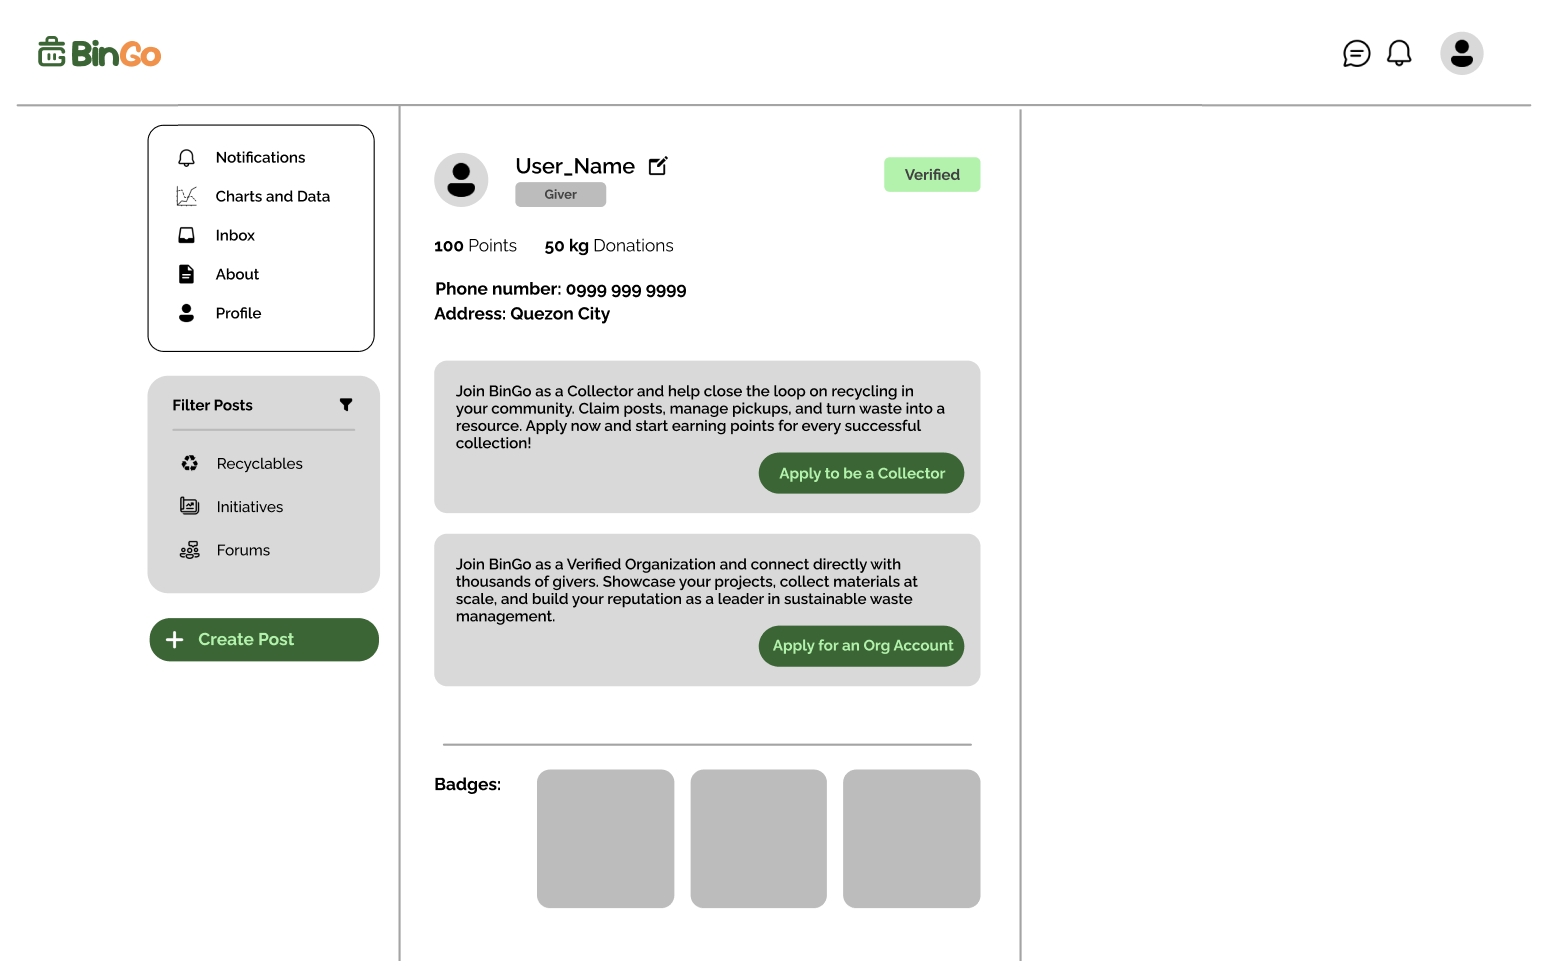 BinGo
Notifications
Charts and Data
Inbox
About
Profile
Filter Posts
Recyclables
Initiatives
Forums
Create Post
User_Name
Giver
Verified
100 Points 50 kg Donations
Phone number: 0999 999 9999
Address: Quezon City
Join BinGo as a Collector and help close the loop on recycling in
your community. Claim posts, manage pickups, and turn waste into a
resource. Apply now and start earning points for every successful
collection!
Apply to be a Collector
Join BinGo as a Verified Organization and connect directly with
thousands of givers. Showcase your projects, collect materials at
scale, and build your reputation as a leader in sustainable waste
management.
Apply for an Org Account
Badges: